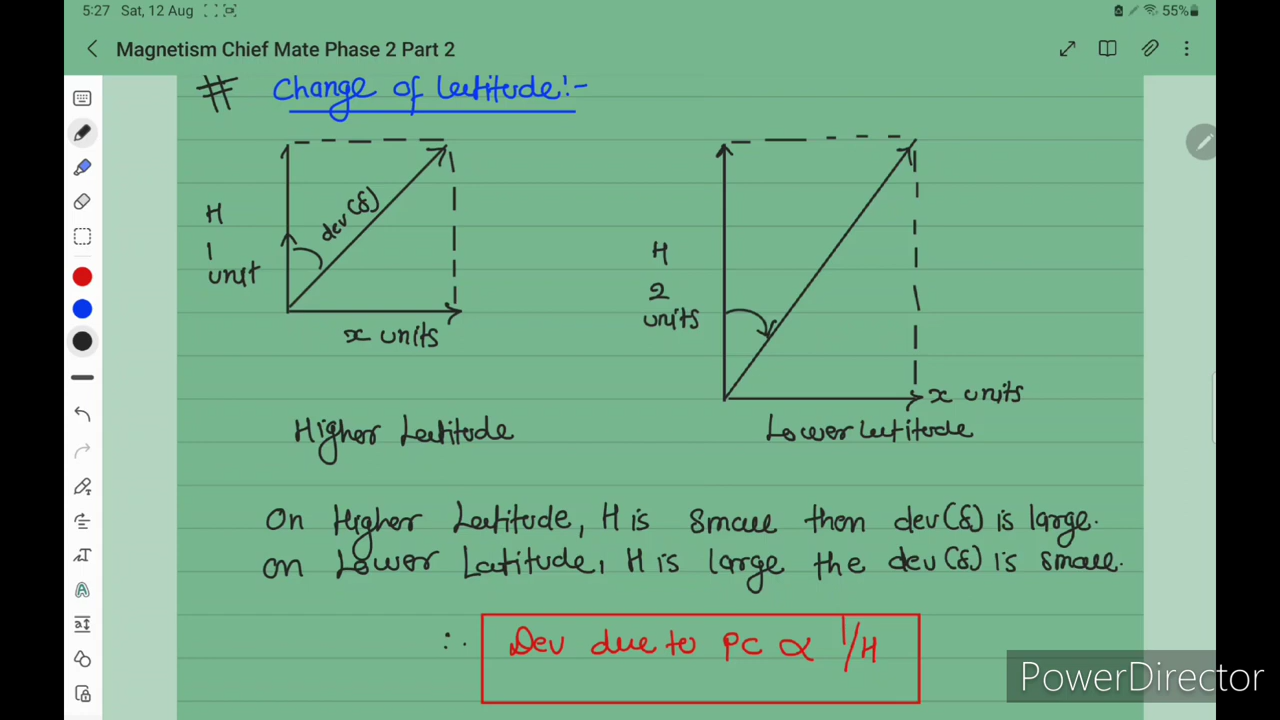 5:27 Sat, 12 Aug
55%
Magnetism Chief Mate Phase 2 Part 2
# Change of Latitude:-
H
1
unit
dev(δ)
x units
Higher Latitude
H
2
units
x units
Lower Latitude
On Higher Latitude, H is small then dev(δ) is large.
on Lower Latitude, H is large the dev(δ) is small.
∴ Dev due to PC ∝ 1/H
PowerDirector